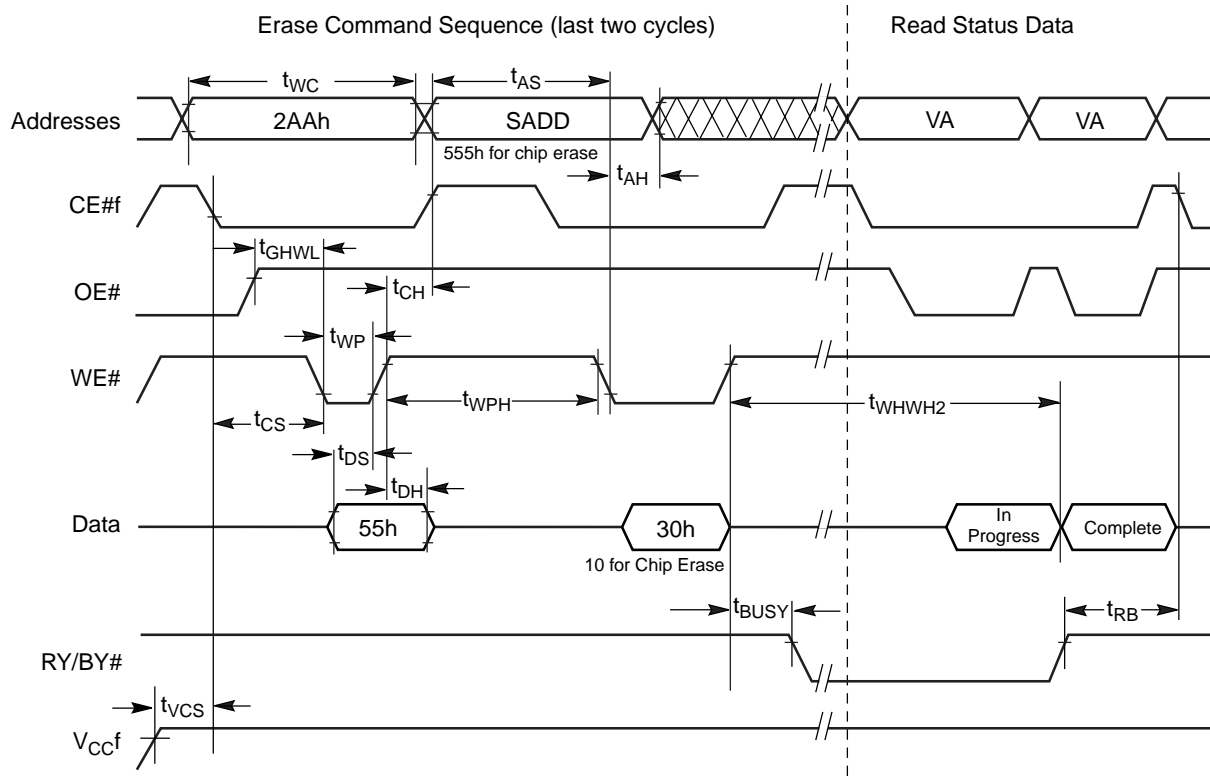 Erase Command Sequence (last two cycles)
Read Status Data
tWC
tAS
Addresses
2AAh
SADD
VA
VA
555h for chip erase
tAH
CE#f
tGHWL
OE#
tCH
tWP
WE#
tWPH
tWHWH2
tCS
tDS
tDH
Data
55h
30h
In
Progress
Complete
10 for Chip Erase
tBUSY
tRB
RY/BY#
tVCS
VCCf